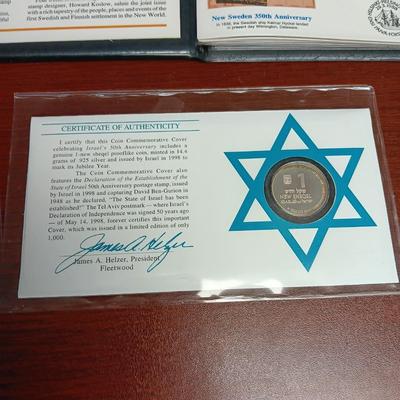 stamp designer, Howard Koslow, salute the joint issue
with a rich tapestry of the people, places and events of the
first Swedish and Finnish settlement in the New World.
New Sweden 350th Anniversary
In 1638, the Swedish ship Kalmar Nyckel landed
in present day Wilmington, Delaware.
CERTIFICATE OF AUTHENTICITY
I certify that this Coin Commemorative Cover
celebrating Israel's 50th Anniversary includes a
genuine 1-new sheqel prooflike coin, minted in 14.4
grams of .925 silver and issued by Israel in 1998 to
mark its Jubilee Year.
The Coin Commemorative Cover also
features the Declaration of the Establishment of the
State of Israel 50th Anniversary postage stamp, issued
by Israel in 1998 and capturing David Ben-Gurion in
1948 as he declared, "The State of Israel has been
established!" The Tel Aviv postmark — where Israel's
Declaration of Independence was signed 50 years ago
— of May 14, 1998, forever certifies this important
Cover, which was issued in a limited edition of only
1,000.
James A. Helzer
James A. Helzer, President
Fleetwood
1
שקל חדש
NEW SHEQEL